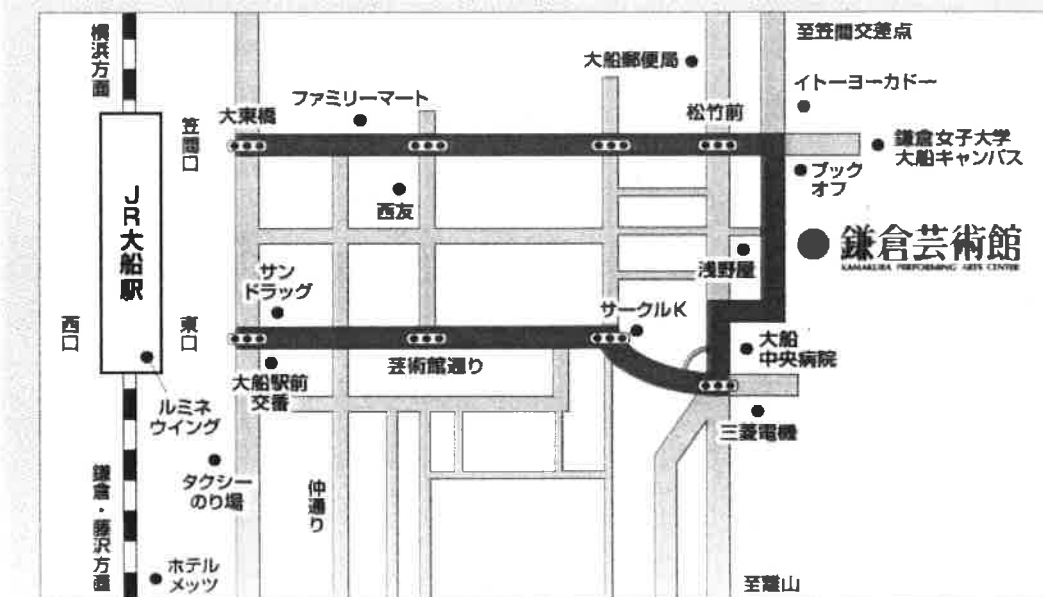 横浜方面
至笠間交差点
大船郵便局
イトーヨーカドー
ファミリーマート
大東橋
松竹前
笠間口
鎌倉女子大学
大船キャンパス
ブック
オフ
西友
JR大船駅
鎌倉芸術館
KAMAKURA PERFORMING ARTS CENTER
浅野屋
サン
ドラッグ
サークルK
西口
東口
大船
中央病院
芸術館通り
大船駅前
交番
ルミネ
ウイング
三菱電機
タクシー
のり場
仲通り
鎌倉・藤沢方面
ホテル
メッツ